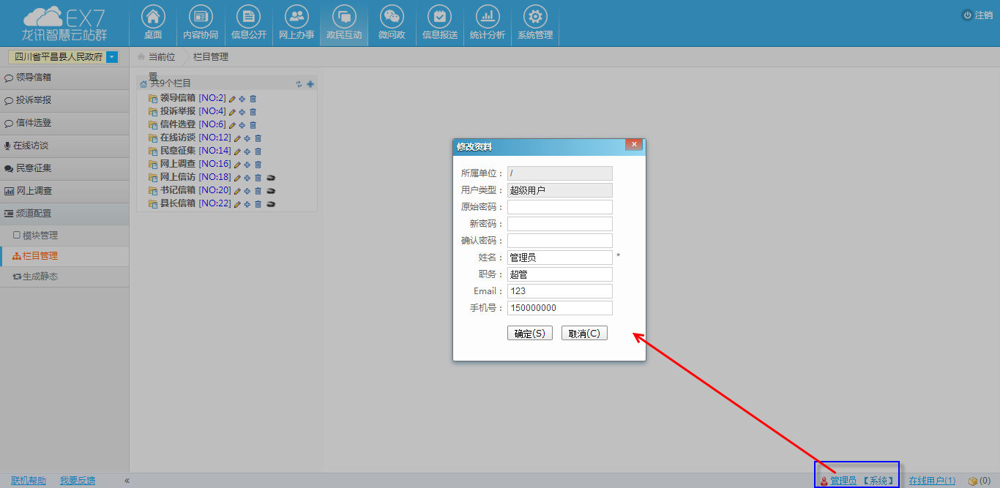 EX7
龙讯智慧云站群
桌面
内容协同
信息公开
网上办事
政民互动
微问政
信息报送
统计分析
系统管理
注销
四川省平昌县人民政府
当前位置
栏目管理
领导信箱
投诉举报
信件选登
在线访谈
民意征集
网上调查
频道配置
模块管理
栏目管理
生成静态
共9个栏目
领导信箱 [NO:2]
投诉举报 [NO:4]
信件选登 [NO:6]
在线访谈 [NO:12]
民意征集 [NO:14]
网上调查 [NO:16]
网上信访 [NO:18]
书记信箱 [NO:20]
县长信箱 [NO:22]
修改资料
所属单位： /
用户类型： 超级用户
原始密码：
新密码：
确认密码：
姓名： 管理员 *
职务： 超管
Email： 123
手机号： 150000000
确定(S) 取消(C)
联机帮助 我要反馈 «
管理员 【系统】 在线用户(1) (0)